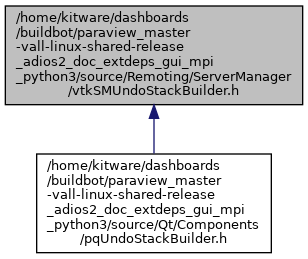 /home/kitware/dashboards
/buildbot/paraview_master
-vall-linux-shared-release
_adios2_doc_extdeps_gui_mpi
_python3/source/Remoting/ServerManager
/vtkSMUndoStackBuilder.h
/home/kitware/dashboards
/buildbot/paraview_master
-vall-linux-shared-release
_adios2_doc_extdeps_gui_mpi
_python3/source/Qt/Components
/pqUndoStackBuilder.h